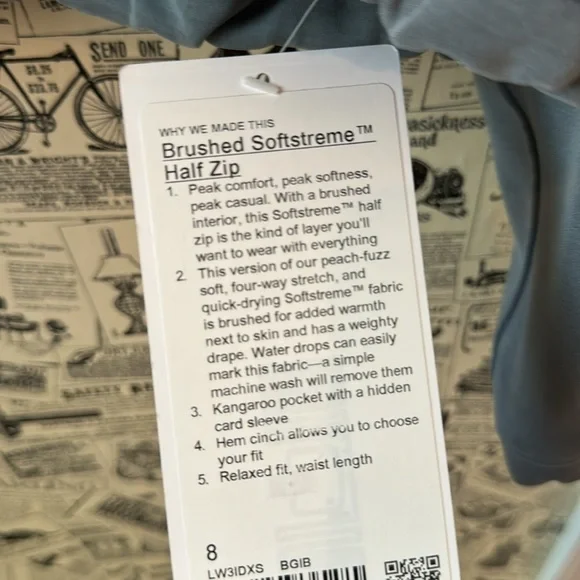 SEND ONE
WHY WE MADE THIS
Brushed Softstreme™
Half Zip
1. Peak comfort, peak softness,
peak casual. With a brushed
interior, this Softstreme™ half
zip is the kind of layer you'll
want to wear with everything
2. This version of our peach-fuzz
soft, four-way stretch, and
quick-drying Softstreme™ fabric
is brushed for added warmth
next to skin and has a weighty
drape. Water drops can easily
mark this fabric—a simple
machine wash will remove them
3. Kangaroo pocket with a hidden
card sleeve
4. Hem cinch allows you to choose
your fit
5. Relaxed fit, waist length
8
LW3IDXS BGIB